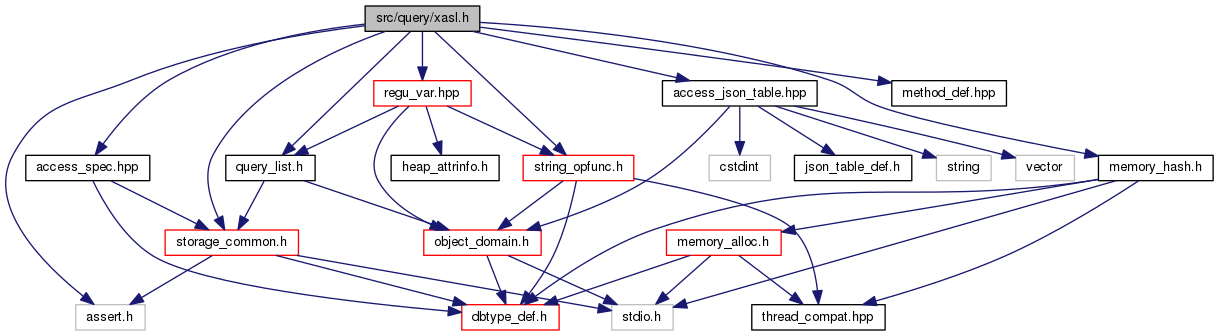 src/query/xasl.h
regu_var.hpp
access_json_table.hpp
method_def.hpp
access_spec.hpp
query_list.h
heap_attrinfo.h
string_opfunc.h
cstdint
json_table_def.h
string
vector
memory_hash.h
storage_common.h
object_domain.h
memory_alloc.h
assert.h
dbtype_def.h
stdio.h
thread_compat.hpp